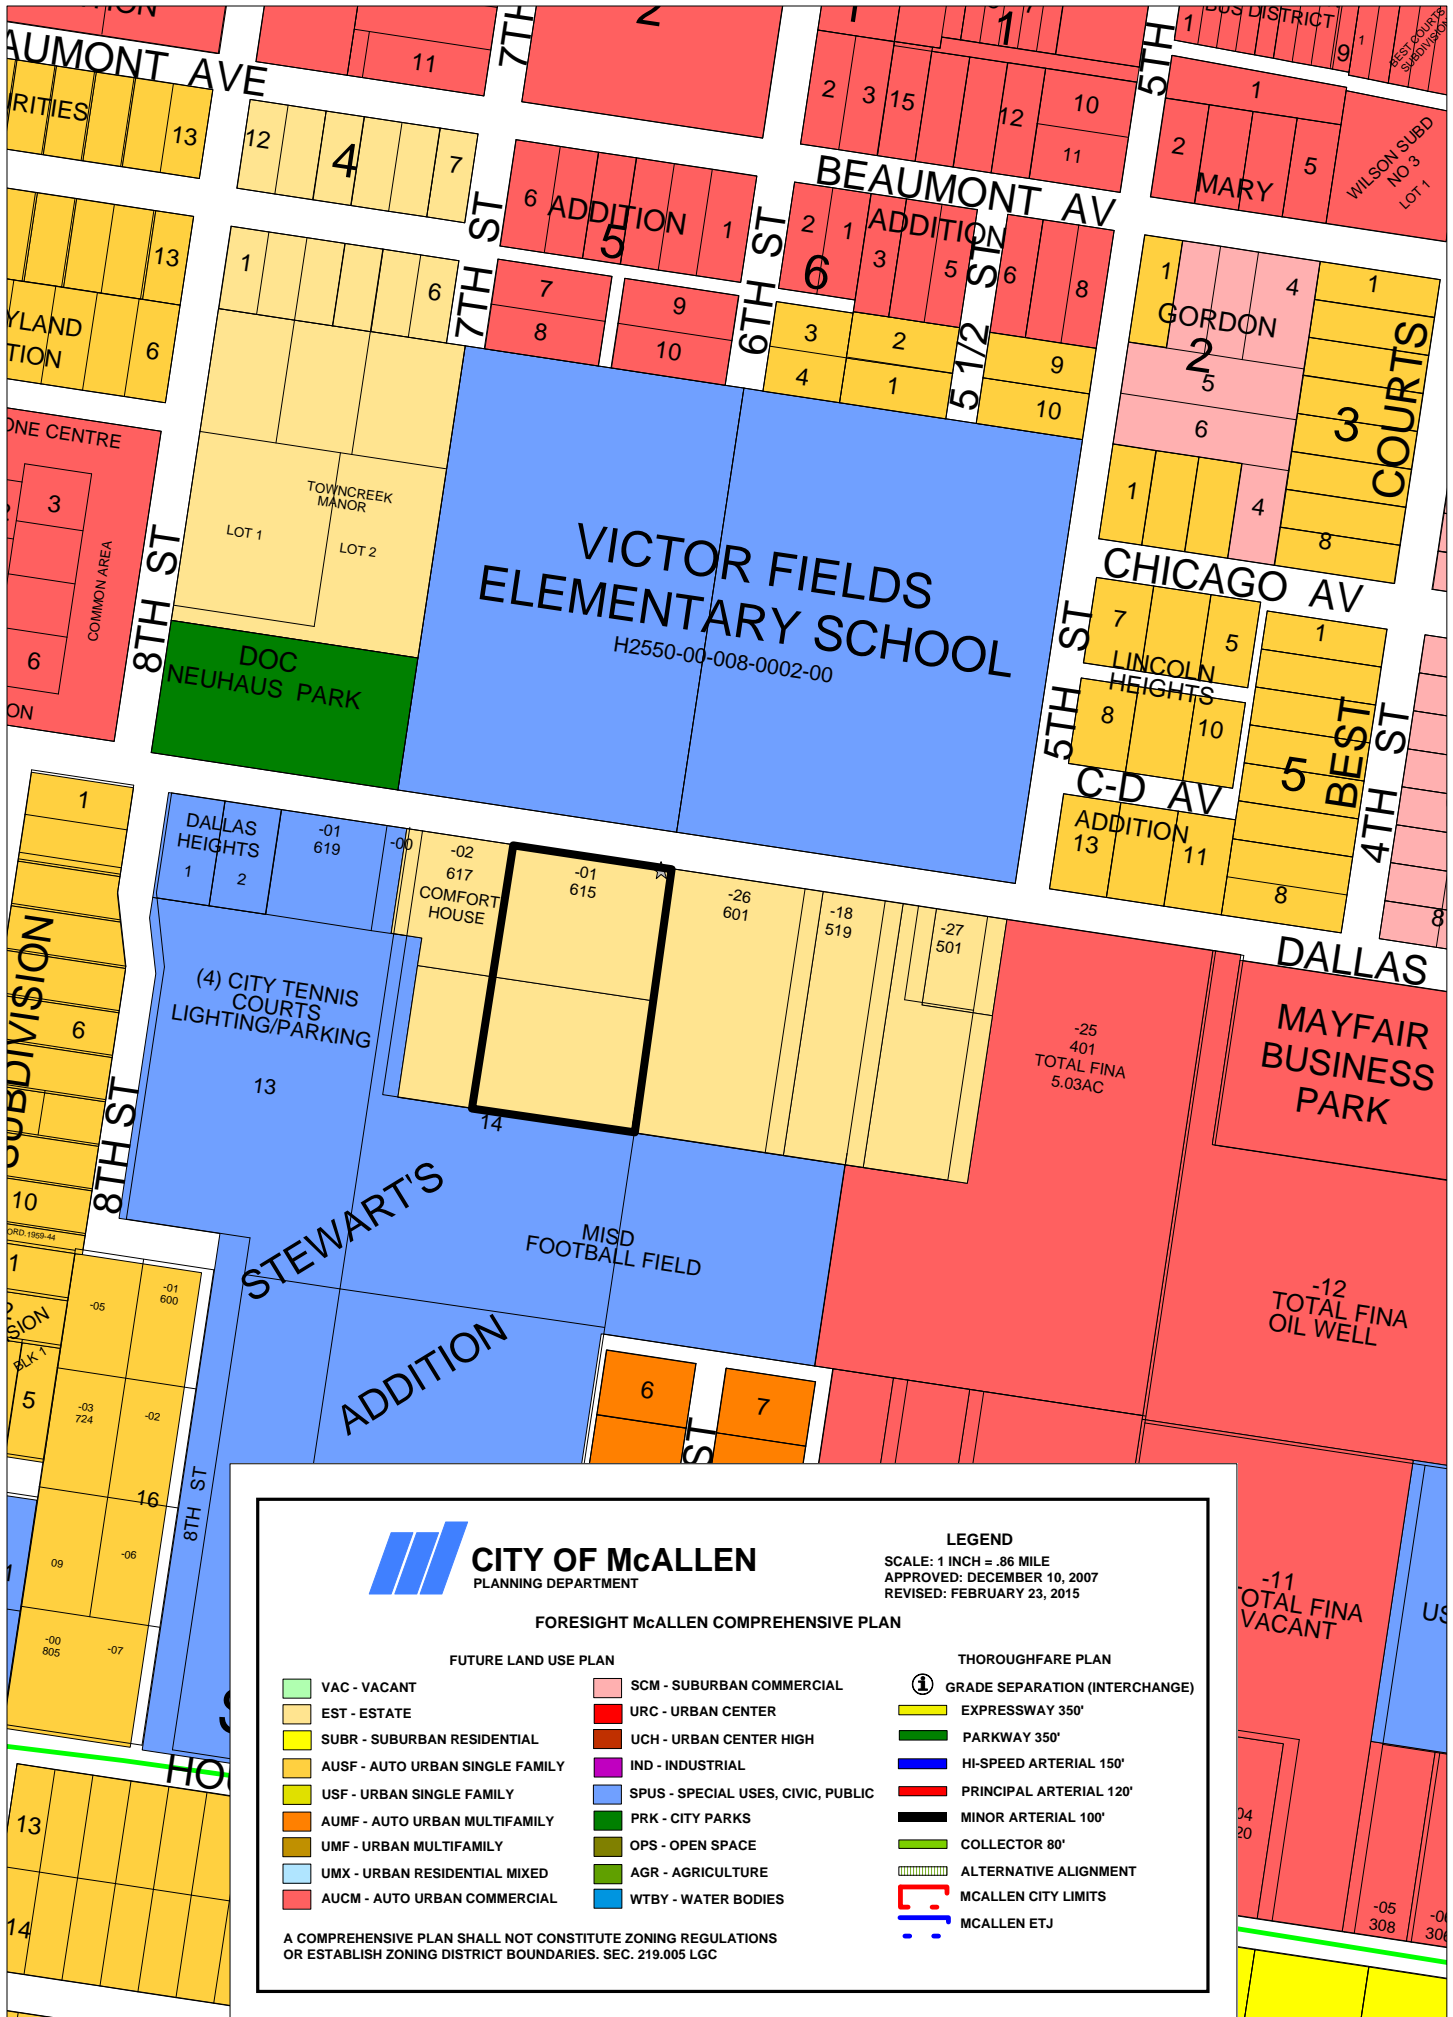 11
7TH
2
1
5TH
1
BUS DISTRICT
9
1
BEST COURTS
SUBDIVISION
AUMONT AVE
RITIES
13
12
4
7
2
3
15
12
10
11
1
2
MARY
5
WILSON SUBD
NO 3
LOT 1
BEAUMONT AV
6
ADDITION
5
1
7TH ST
6TH ST
2
1
ADDITION
3
5
6
5 1/2 ST
6
8
13
1
6
7
8
9
10
3
4
2
1
9
10
1
4
GORDON
2
5
6
1
4
1
3
COURTS
8
YLAND
TION
6
ONE CENTRE
3
COMMON AREA
6
ON
8TH ST
TOWNCREEK
MANOR
LOT 1
LOT 2
VICTOR FIELDS
ELEMENTARY SCHOOL
H2550-00-008-0002-00
DOC
NEUHAUS PARK
CHICAGO AV
5TH ST
7
5
LINCOLN
HEIGHTS
8
10
C-D AV
ADDITION
13
11
1
5
BEST
8
4TH ST
8
DALLAS
1
DALLAS
HEIGHTS
1
2
-01
619
-00
-02
617
COMFORT
HOUSE
-01
615
-26
601
-18
519
-27
501
SUBDIVISION
6
10
ORD.1959-44
8TH ST
(4) CITY TENNIS
COURTS
LIGHTING/PARKING
13
14
-25
401
TOTAL FINA
5.03AC
MAYFAIR
BUSINESS
PARK
STEWART'S
ADDITION
MISD
FOOTBALL FIELD
-12
TOTAL FINA
OIL WELL
1
SION
BLK 1
5
-05
-01
600
-03
724
-02
16
09
-06
-00
805
-07
8TH ST
6
7
ST
-11
OTAL FINA
VACANT
US
HOU
13
14
04
20
-05
308
CITY OF McALLEN
PLANNING DEPARTMENT
LEGEND
SCALE: 1 INCH = .86 MILE
APPROVED: DECEMBER 10, 2007
REVISED: FEBRUARY 23, 2015
FORESIGHT McALLEN COMPREHENSIVE PLAN
FUTURE LAND USE PLAN
VAC - VACANT
EST - ESTATE
SUBR - SUBURBAN RESIDENTIAL
AUSF - AUTO URBAN SINGLE FAMILY
USF - URBAN SINGLE FAMILY
AUMF - AUTO URBAN MULTIFAMILY
UMF - URBAN MULTIFAMILY
UMX - URBAN RESIDENTIAL MIXED
AUCM - AUTO URBAN COMMERCIAL
SCM - SUBURBAN COMMERCIAL
URC - URBAN CENTER
UCH - URBAN CENTER HIGH
IND - INDUSTRIAL
SPUS - SPECIAL USES, CIVIC, PUBLIC
PRK - CITY PARKS
OPS - OPEN SPACE
AGR - AGRICULTURE
WTBY - WATER BODIES
THOROUGHFARE PLAN
GRADE SEPARATION (INTERCHANGE)
EXPRESSWAY 350'
PARKWAY 350'
HI-SPEED ARTERIAL 150'
PRINCIPAL ARTERIAL 120'
MINOR ARTERIAL 100'
COLLECTOR 80'
ALTERNATIVE ALIGNMENT
MCALLEN CITY LIMITS
MCALLEN ETJ
A COMPREHENSIVE PLAN SHALL NOT CONSTITUTE ZONING REGULATIONS
OR ESTABLISH ZONING DISTRICT BOUNDARIES. SEC. 219.005 LGC